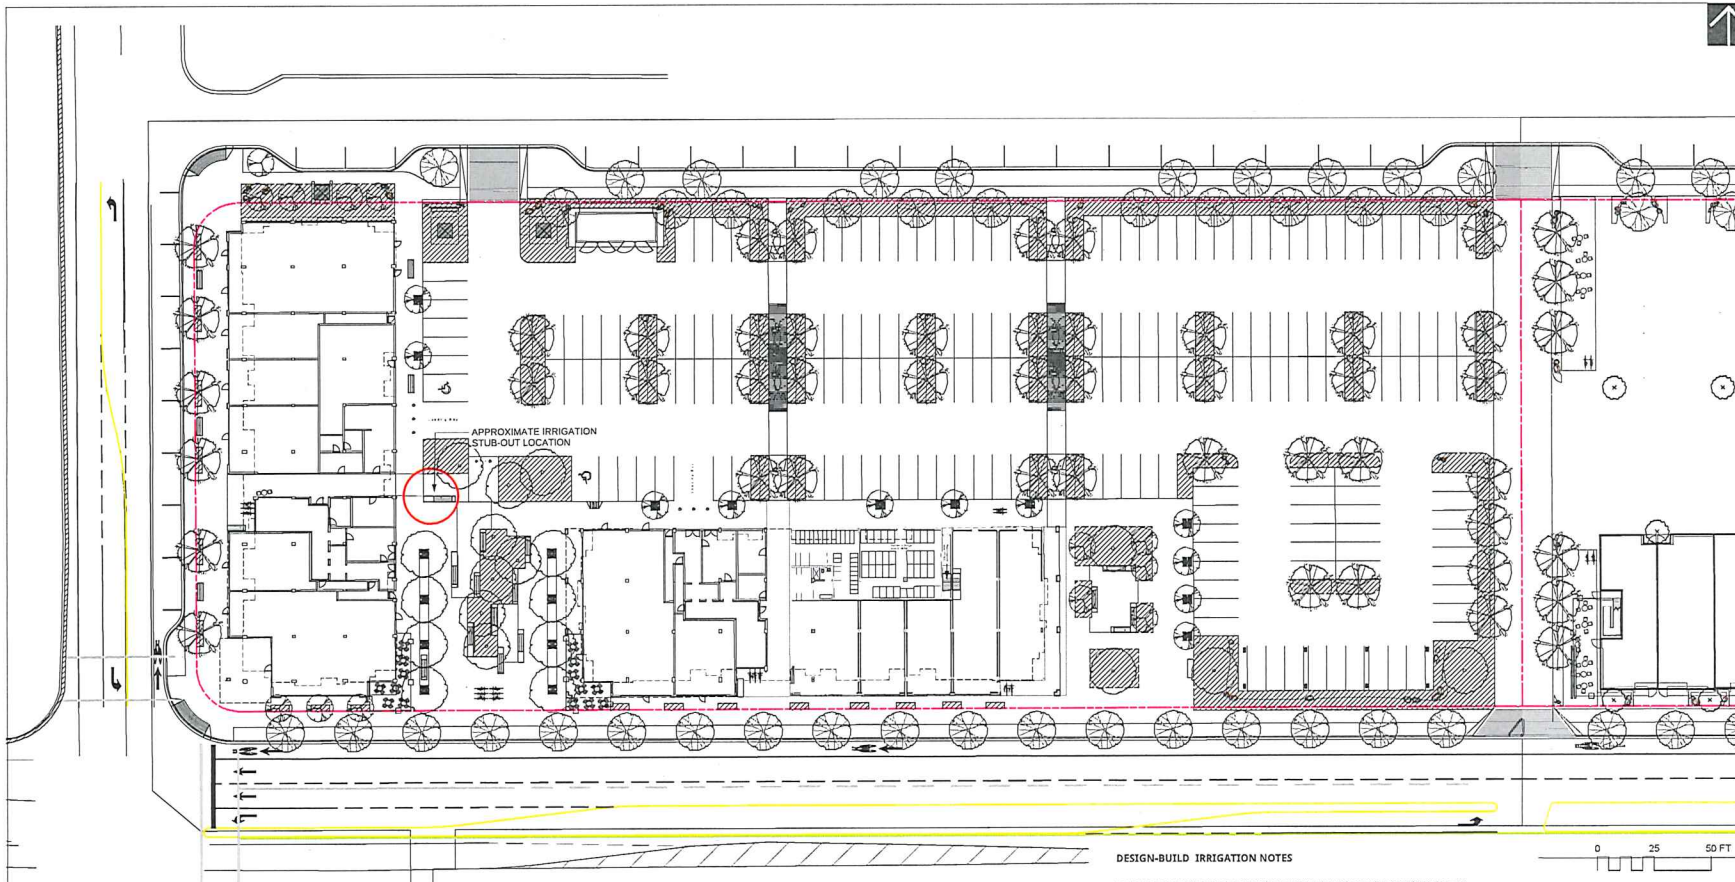 APPROXIMATE IRRIGATION
STUB-OUT LOCATION
DESIGN-BUILD IRRIGATION NOTES
0 25 50 FT